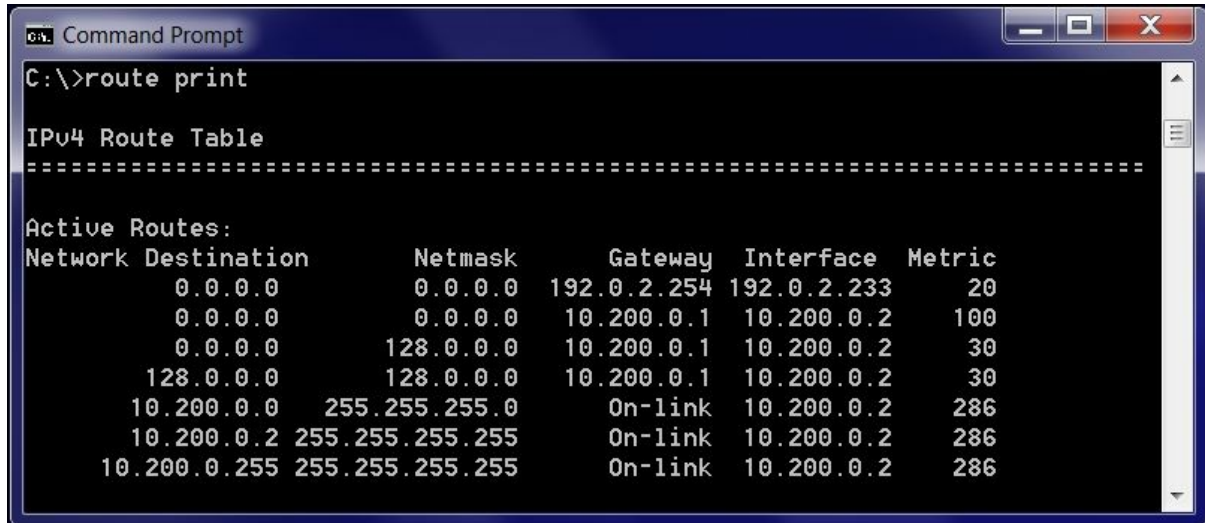 Command Prompt
C:\>route print
IPv4 Route Table
===========================================================================
Active Routes:
Network Destination Netmask Gateway Interface Metric
0.0.0.0 0.0.0.0 192.0.2.254 192.0.2.233 20
0.0.0.0 0.0.0.0 10.200.0.1 10.200.0.2 100
0.0.0.0 128.0.0.0 10.200.0.1 10.200.0.2 30
128.0.0.0 128.0.0.0 10.200.0.1 10.200.0.2 30
10.200.0.0 255.255.255.0 On-link 10.200.0.2 286
10.200.0.2 255.255.255.255 On-link 10.200.0.2 286
10.200.0.255 255.255.255.255 On-link 10.200.0.2 286